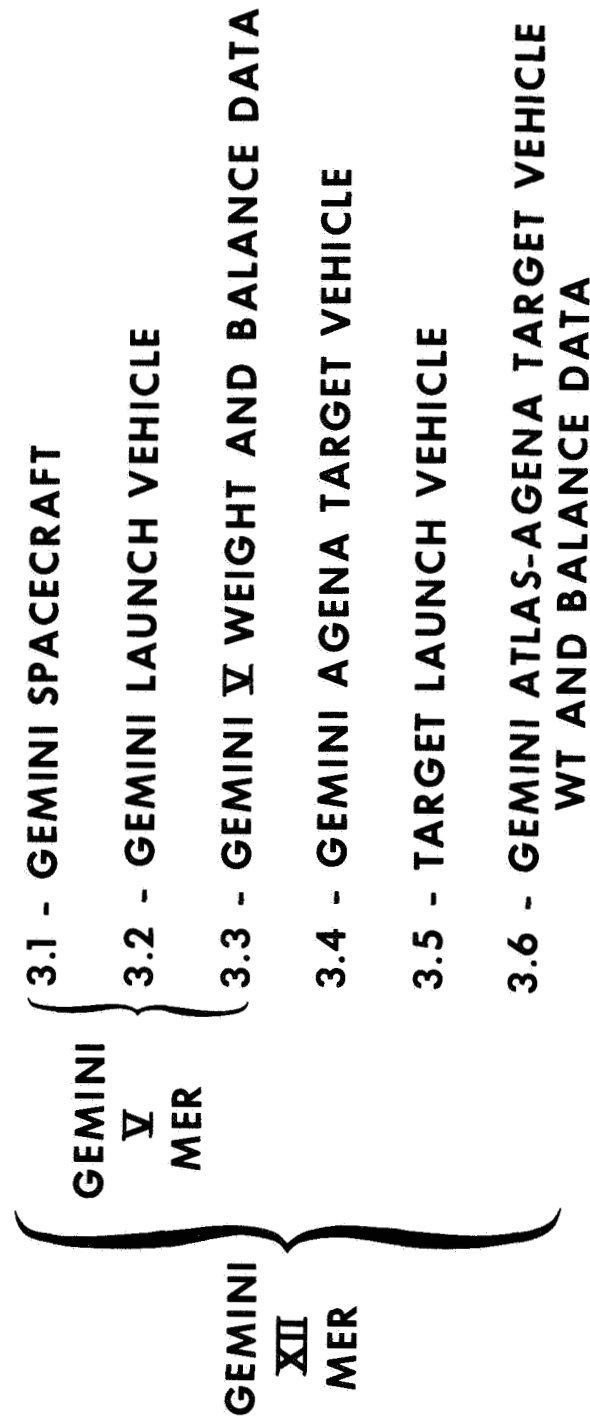 GEMINI
XII
MER
GEMINI
V
MER
3.1 - GEMINI SPACECRAFT
3.2 - GEMINI LAUNCH VEHICLE
3.3 - GEMINI V WEIGHT AND BALANCE DATA
3.4 - GEMINI AGENA TARGET VEHICLE
3.5 - TARGET LAUNCH VEHICLE
3.6 - GEMINI ATLAS-AGENA TARGET VEHICLE
WT AND BALANCE DATA